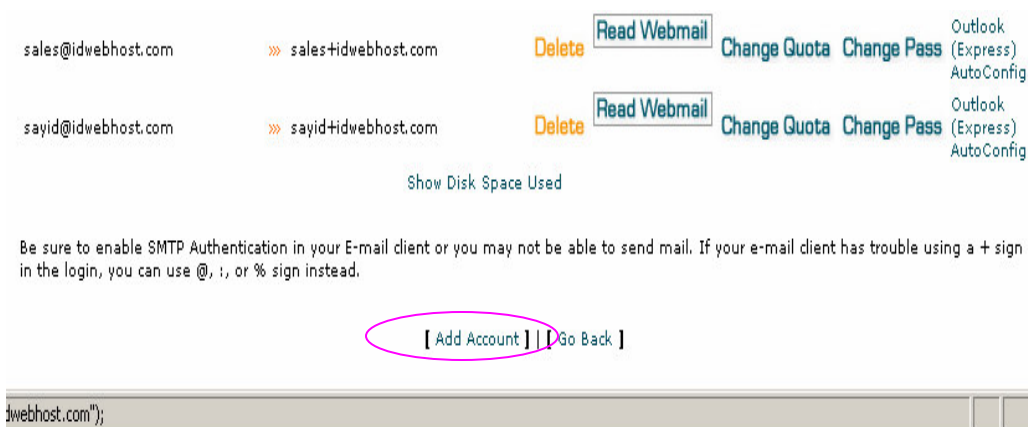 sales@idwebhost.com »» sales+idwebhost.com Delete Read Webmail Change Quota Change Pass Outlook (Express) AutoConfig
sayid@idwebhost.com »» sayid+idwebhost.com Delete Read Webmail Change Quota Change Pass Outlook (Express) AutoConfig
Show Disk Space Used
Be sure to enable SMTP Authentication in your E-mail client or you may not be able to send mail. If your e-mail client has trouble using a + sign
in the login, you can use @, :, or % sign instead.
[ Add Account ] | [ Go Back ]
dwebhost.com");